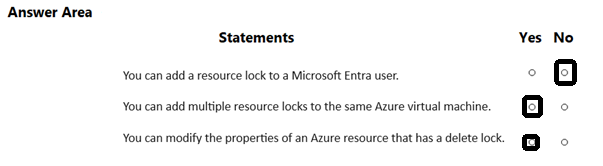 Answer Area
Statements Yes No
You can add a resource lock to a Microsoft Entra user.
You can add multiple resource locks to the same Azure virtual machine.
You can modify the properties of an Azure resource that has a delete lock.